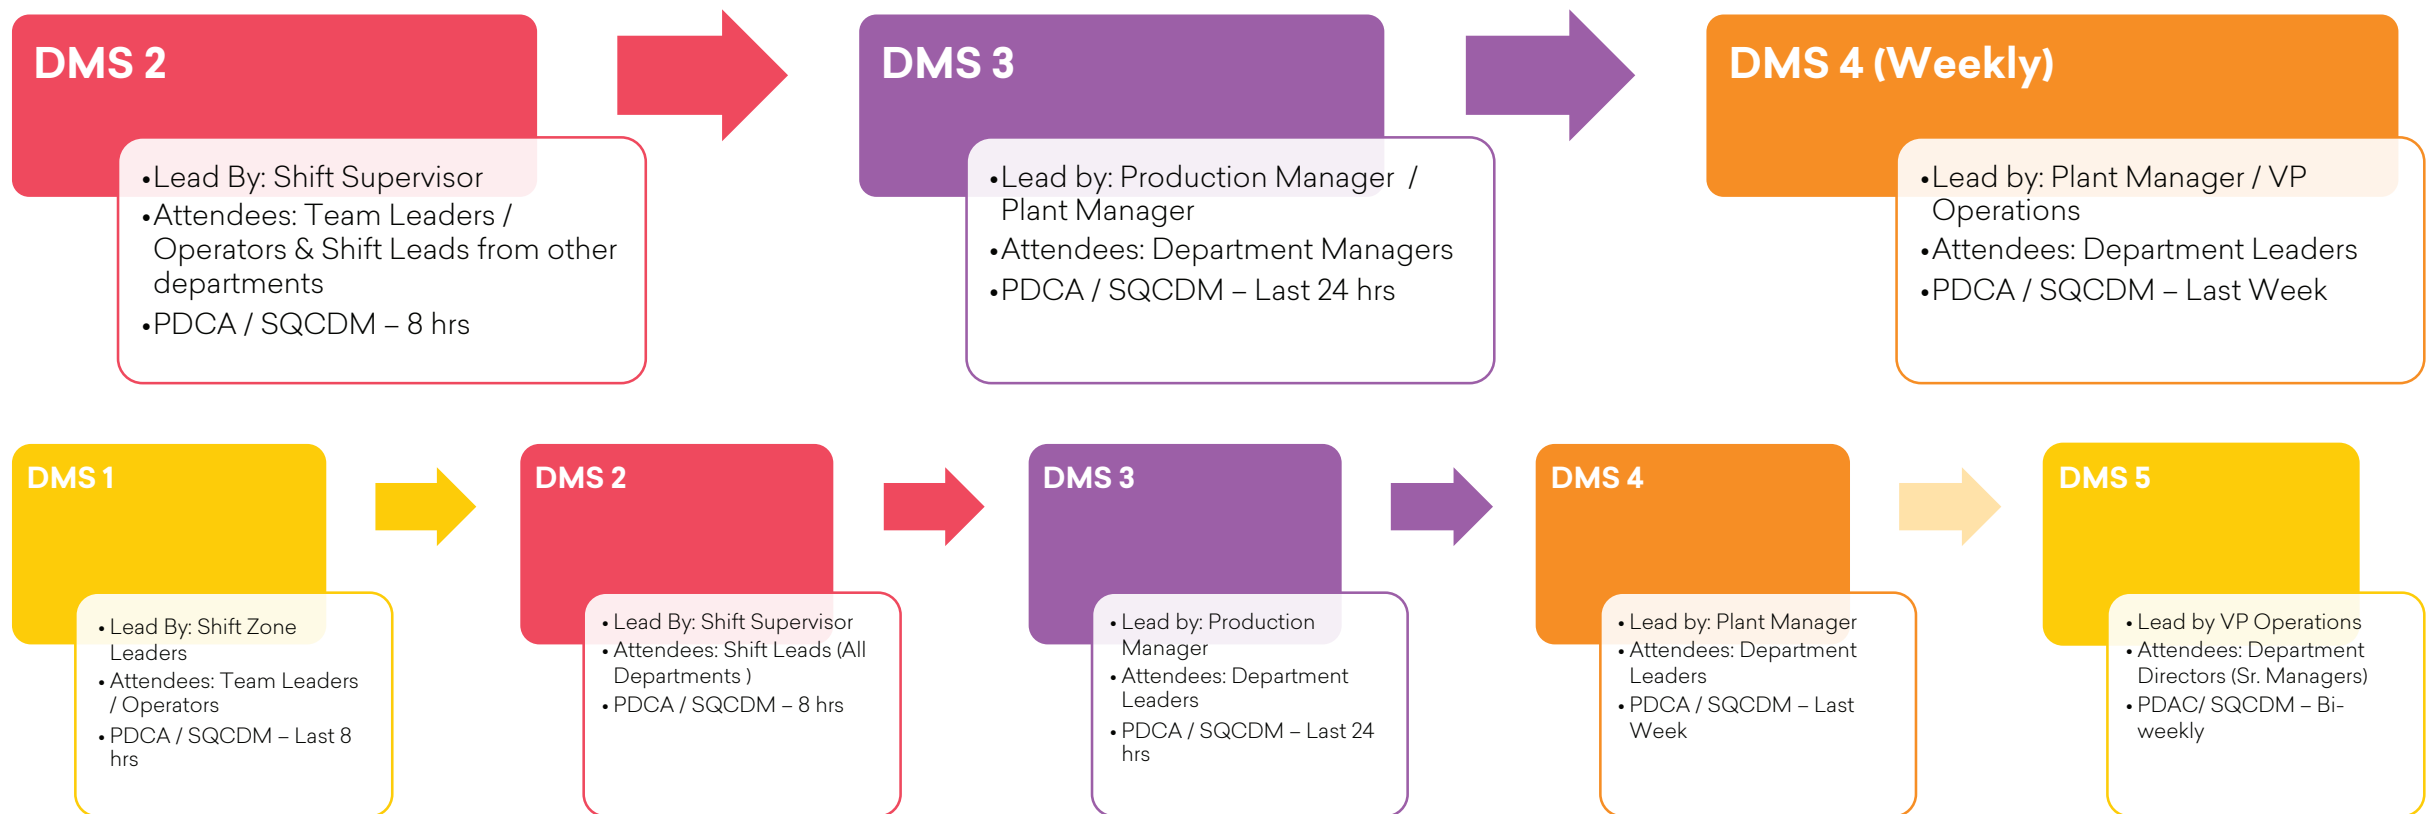 DMS 2
•Lead By: Shift Supervisor
•Attendees: Team Leaders /
Operators & Shift Leads from other
departments
•PDCA / SQCDM – 8 hrs
DMS 3
•Lead by: Production Manager /
Plant Manager
•Attendees: Department Managers
•PDCA / SQCDM – Last 24 hrs
DMS 4 (Weekly)
•Lead by: Plant Manager / VP
Operations
•Attendees: Department Leaders
•PDCA / SQCDM – Last Week
DMS 1
• Lead By: Shift Zone
Leaders
• Attendees: Team Leaders
/ Operators
• PDCA / SQCDM – Last 8
hrs
DMS 2
• Lead By: Shift Supervisor
• Attendees: Shift Leads (All
Departments )
• PDCA / SQCDM – 8 hrs
DMS 3
• Lead by: Production
Manager
• Attendees: Department
Leaders
• PDCA / SQCDM – Last 24
hrs
DMS 4
• Lead by: Plant Manager
• Attendees: Department
Leaders
• PDCA / SQCDM – Last
Week
DMS 5
• Lead by VP Operations
• Attendees: Department
Directors (Sr. Managers)
• PDAC/ SQCDM – Bi-
weekly